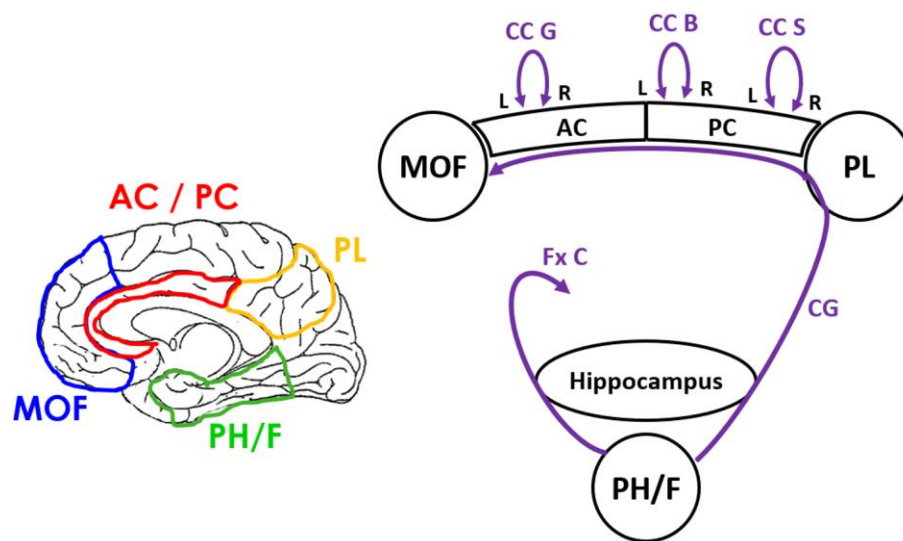 AC / PC
PL
MOF
PH/F
CC G
CC B
CC S
L
R
L
R
L
R
AC
PC
MOF
PL
Fx C
CG
Hippocampus
PH/F